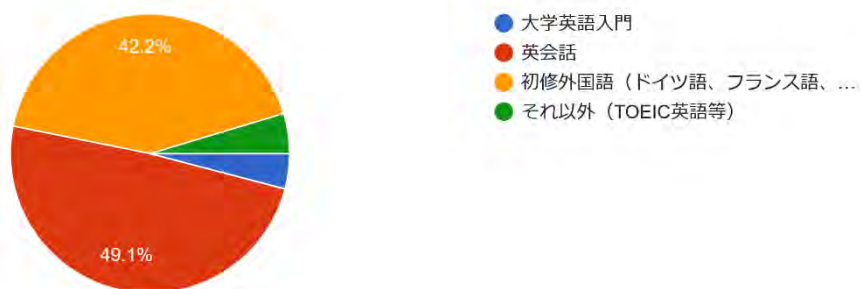 42.2%
49.1%
大学英語入門
英会話
初修外国語（ドイツ語、フランス語、…
それ以外（TOEIC英語等）